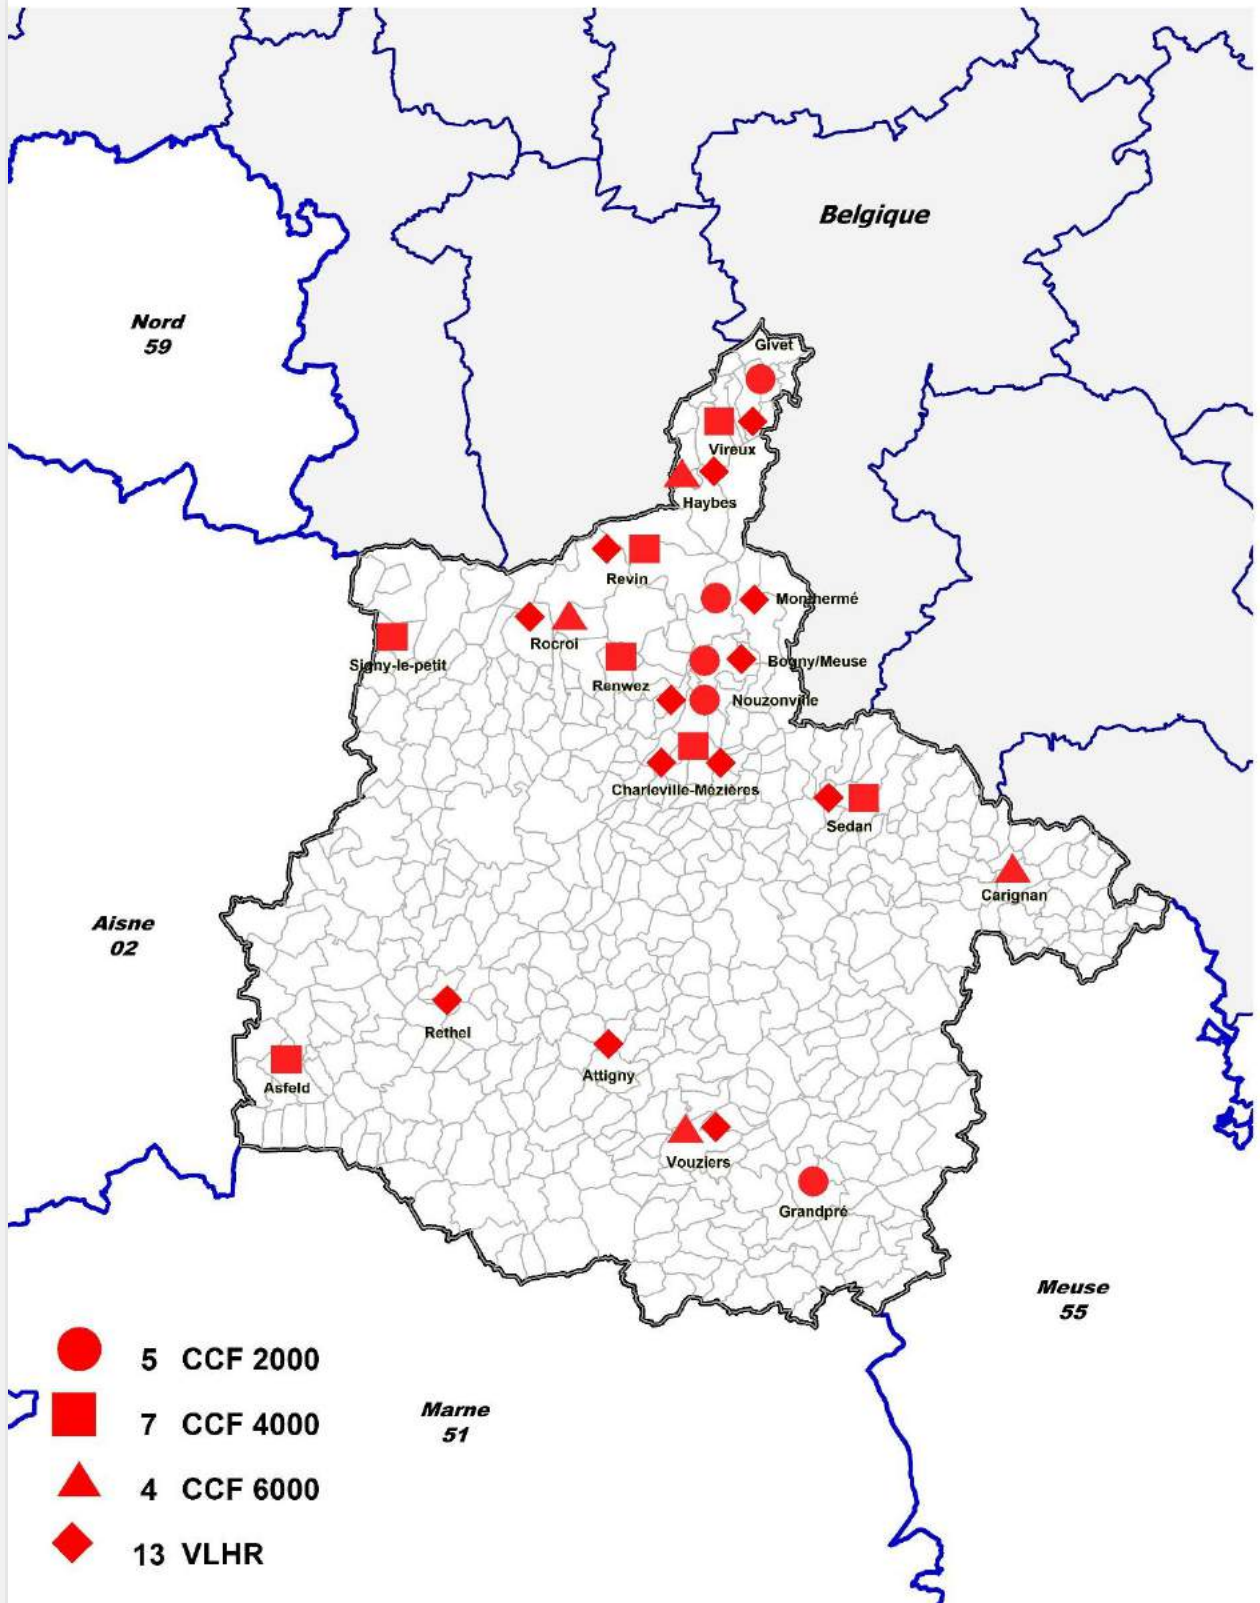 Belgique
Nord
59
Givet
Vireux
Haybes
Revin
Monthermé
Rocroi
Signy-le-petit
Renwez
Bogny/Meuse
Nouzonville
Charleville-Mézières
Sedan
Carignan
Aisne
02
Rethel
Attigny
Asfeld
Vouziers
Grandpré
Meuse
55
5 CCF 2000
7 CCF 4000
Marne
51
4 CCF 6000
13 VLHR